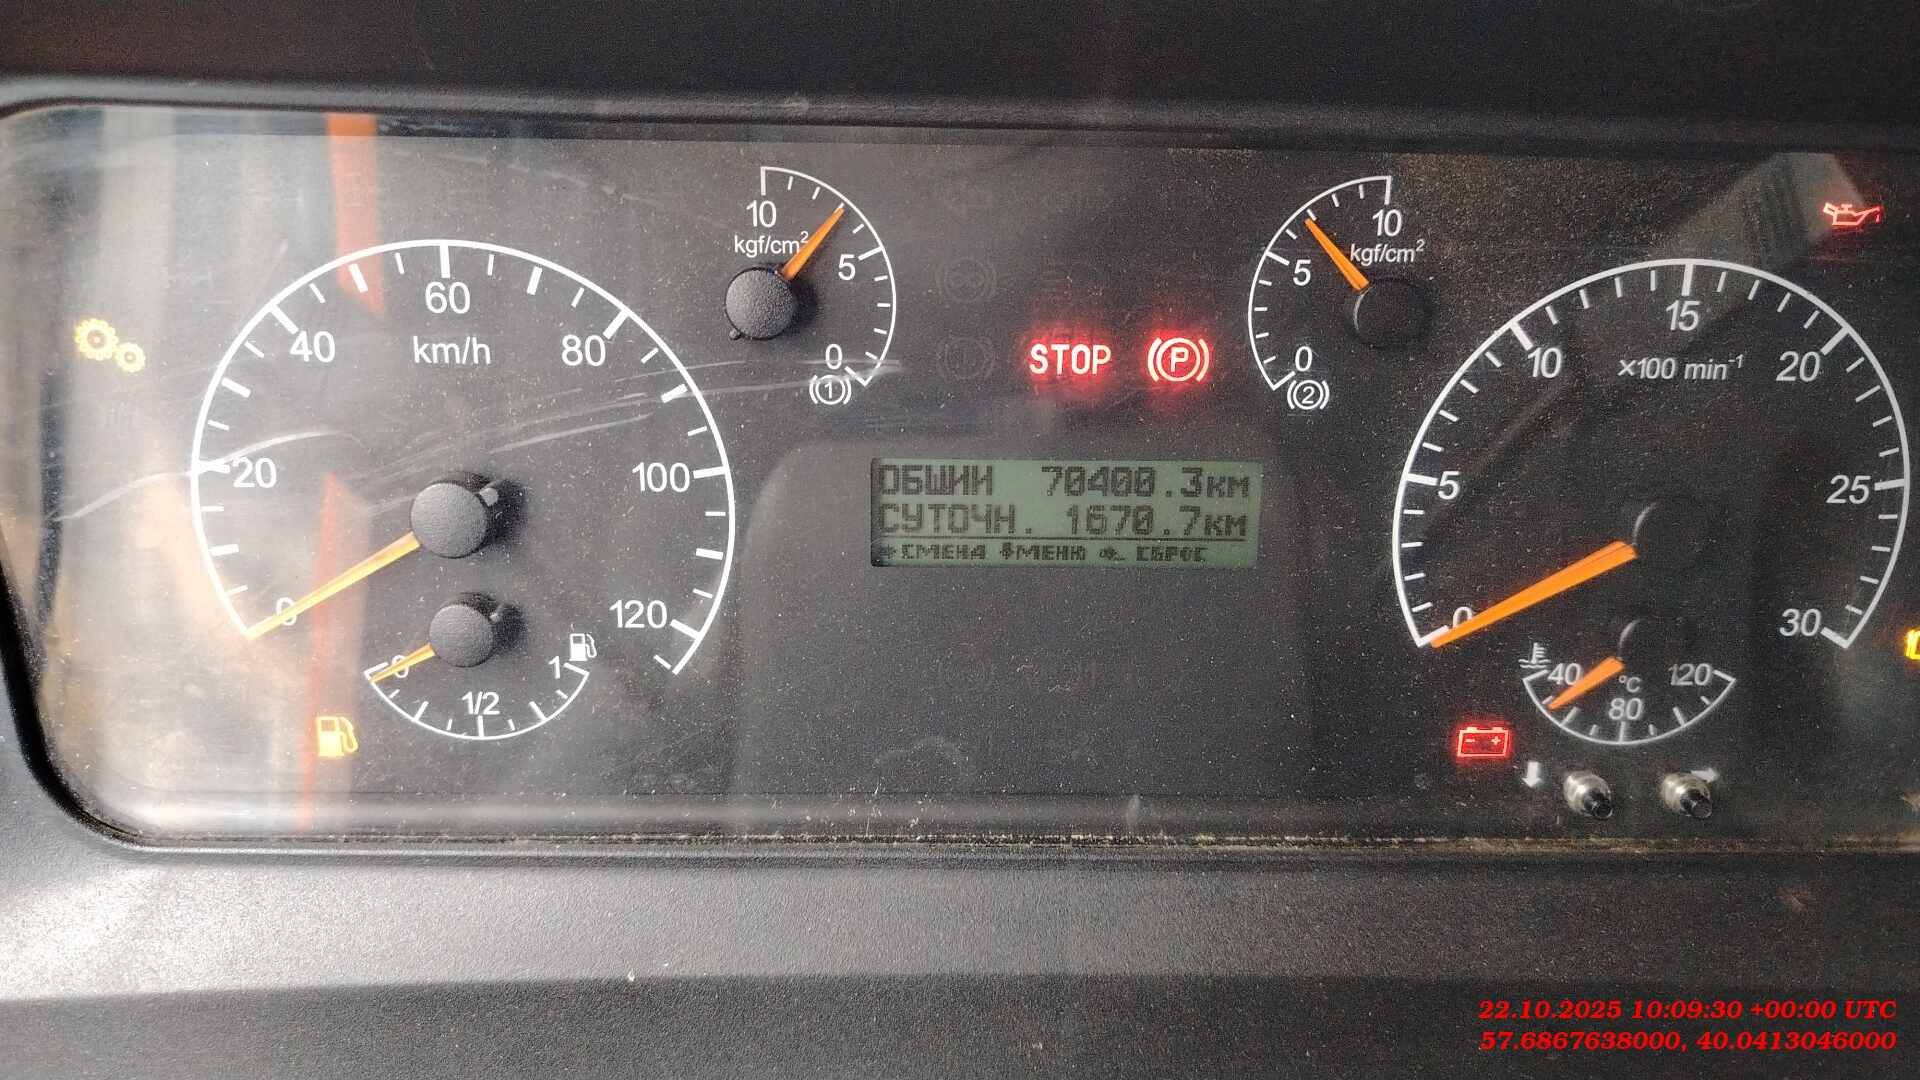 10
kgf/cm²
5
0
(1)
10
kgf/cm²
5
0
(2)
20
40
60
80
100
120
0
km/h
0
1/2
1
STOP
(P)
ОБЩИЙ 70400.3км
СУТОЧН. 1670.7км
СМЕНА МЕНЮ СБРОС
0
5
10
15
20
25
30
×100 min⁻¹
40
80
120
°C
22.10.2025 10:09:30 +00:00 UTC
57.6867638000, 40.0413046000